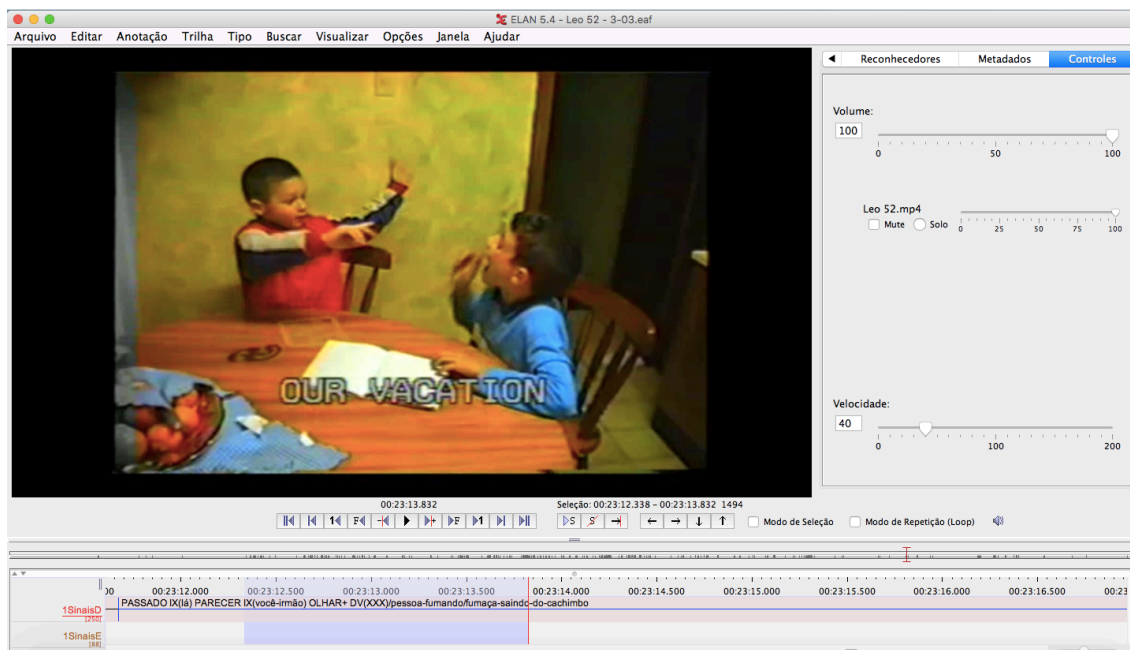 ELAN 5.4 - Leo 52 - 3-03.eaf
Arquivo Editar Anotação Trilha Tipo Buscar Visualizar Opções Janela Ajudar
Reconhecedores Metadados Controles
Volume:
100
0 50 100
Leo 52.mp4
Mute Solo 0 25 50 75 100
OUR VACATION
Velocidade:
40
0 100 200
00:23:13.832 Seleção: 00:23:12.338 - 00:23:13.832 1494
Modo de Seleção Modo de Repetição (Loop)
00 00:23:12.000 00:23:12.500 00:23:13.000 00:23:13.500 00:23:14.000 00:23:14.500 00:23:15.000 00:23:15.500 00:23:16.000 00:23:16.500 00:23
PASSADO IX(lá) PARECER IX(você-irmão) OLHAR+ DV(XXX)/pessoa-fumando/fumaça-saindo-do-cachimbo
1SinaisD
[250]
1SinaisE
[88]